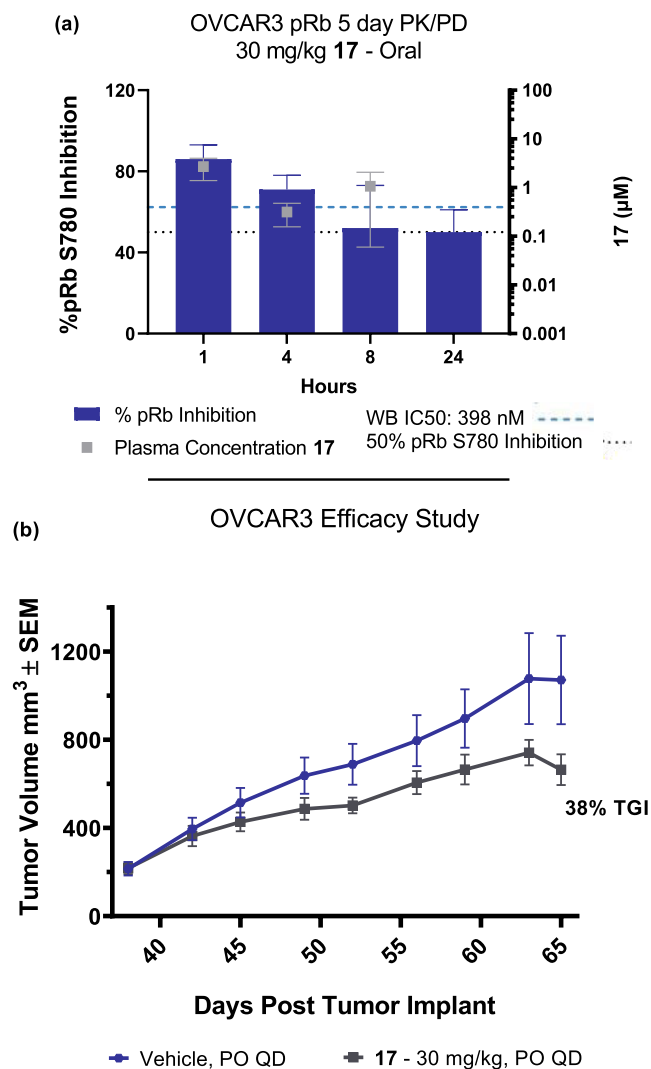 (a)
OVCAR3 pRb 5 day PK/PD
30 mg/kg 17 - Oral
%pRb S780 Inhibition
120
80
40
0
100
10
1
0.1
0.01
0.001
17 (μM)
1 4 8 24
Hours
% pRb Inhibition
Plasma Concentration 17
WB IC50: 398 nM
50% pRb S780 Inhibition
(b)
OVCAR3 Efficacy Study
Tumor Volume mm³ ± SEM
1200
800
400
0
38% TGI
40 45 50 55 60 65
Days Post Tumor Implant
Vehicle, PO QD
17 - 30 mg/kg, PO QD